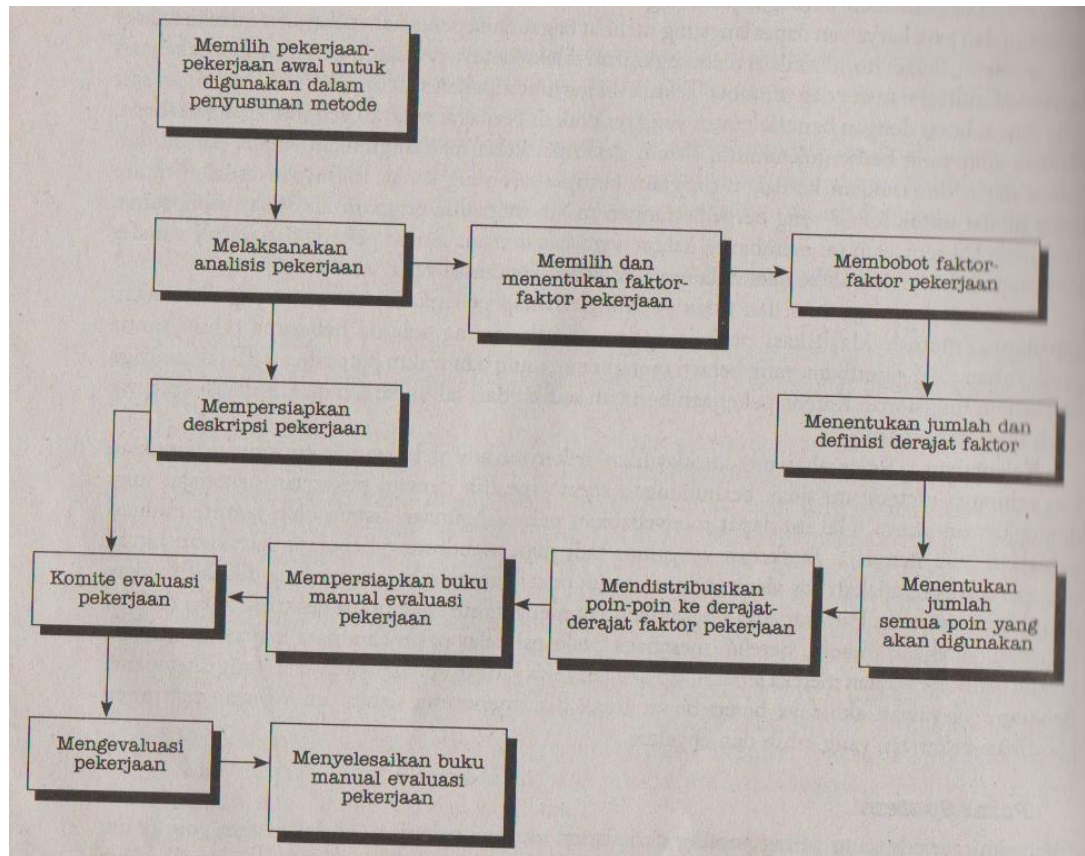 Memilih pekerjaan-
pekerjaan awal untuk
digunakan dalam
penyusunan metode
Melaksanakan
analisis pekerjaan
Memilih dan
menentukan faktor-
faktor pekerjaan
Membobot faktor-
faktor pekerjaan
Mempersiapkan
deskripsi pekerjaan
Menentukan jumlah dan
definisi derajat faktor
Komite evaluasi
pekerjaan
Mempersiapkan buku
manual evaluasi
pekerjaan
Mendistribusikan
poin-poin ke derajat-
derajat faktor pekerjaan
Menentukan
jumlah
semua poin yang
akan digunakan
Mengevaluasi
pekerjaan
Menyelesaikan buku
manual evaluasi
pekerjaan